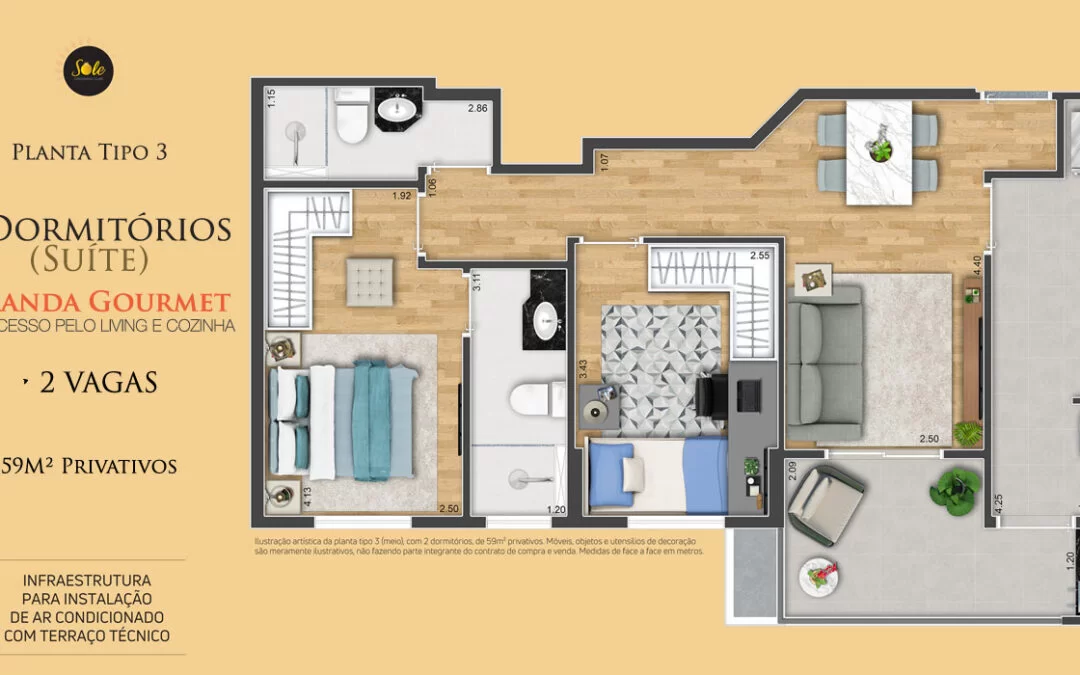 Sole
PLANTA TIPO 3
DORMITÓRIOS
(SUÍTE)
ANDA GOURMET
CESSO PELO LIVING E COZINHA
2 VAGAS
59M² PRIVATIVOS
INFRAESTRUTURA
PARA INSTALAÇÃO
DE AR CONDICIONADO
COM TERRAÇO TÉCNICO
1.15
2.86
1.92
1.06
1.07
3.11
2.55
4.40
3.43
2.50
2.09
4.13
2.50
1.20
4.25
1.20
Ilustração artística da planta tipo 3 (meio), com 2 dormitórios, de 59m² privativos. Móveis, objetos e utensílios de decoração
são meramente ilustrativos, não fazendo parte integrante do contrato de compra e venda. Medidas de face a face em metros.